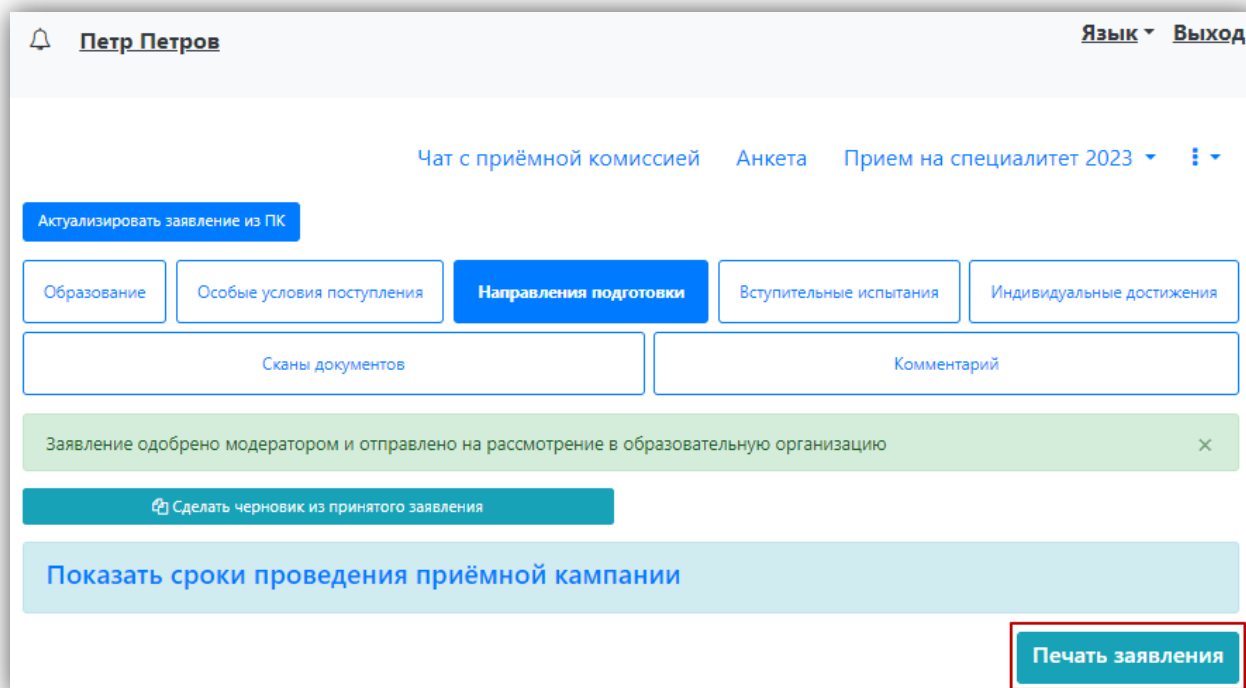 Петр Петров
Язык Выход
Чат с приёмной комиссией Анкета Прием на специалитет 2023
Актуализировать заявление из ПК
Образование Особые условия поступления Направления подготовки Вступительные испытания Индивидуальные достижения
Сканы документов Комментарий
Заявление одобрено модератором и отправлено на рассмотрение в образовательную организацию ×
Сделать черновик из принятого заявления
Показать сроки проведения приёмной кампании
Печать заявления